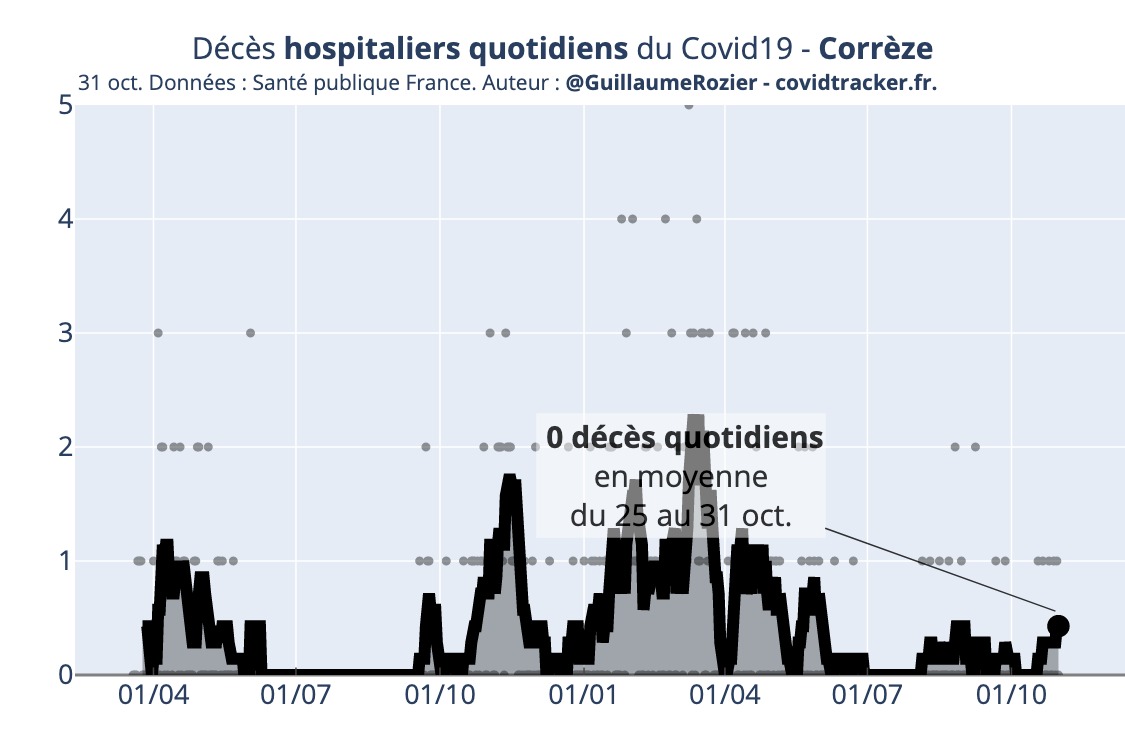 Décès hospitaliers quotidiens du Covid19 - Corrèze
31 oct. Données : Santé publique France. Auteur : @GuillaumeRozier - covidtracker.fr.
5
4
3
2
1
0
0 décès quotidiens
en moyenne
du 25 au 31 oct.
01/04 01/07 01/10 01/01 01/04 01/07 01/10